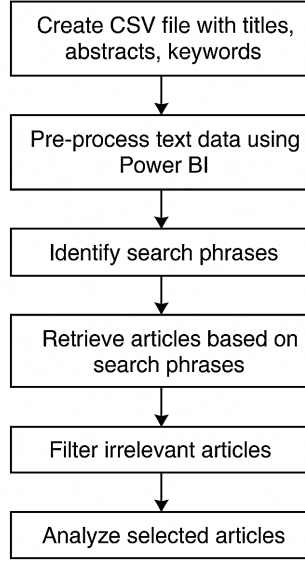 Create CSV file with titles,
abstracts, keywords
Pre-process text data using
Power BI
Identify search phrases
Retrieve articles based on
search phrases
Filter irrelevant articles
Analyze selected articles